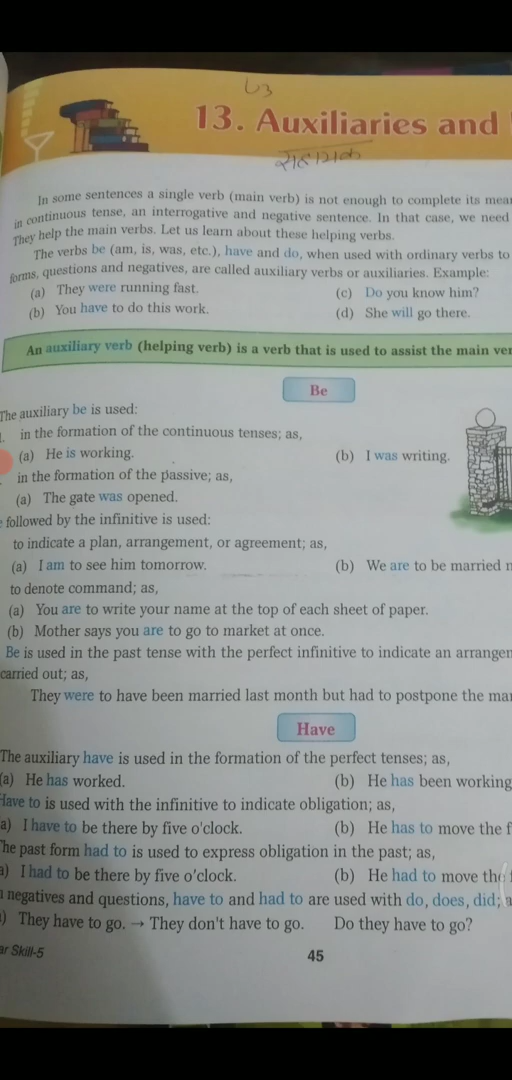 13. Auxiliaries and
सहायक
In some sentences a single verb (main verb) is not enough to complete its
in continuous tense, an interrogative and negative sentence. In that case, we need
They help the main verbs. Let us learn about these helping verbs.
The verbs be (am, is, was, etc.), have and do, when used with ordinary verbs to
forms, questions and negatives, are called auxiliary verbs or auxiliaries. Example:
(a) They were running fast. (c) Do you know him?
(b) You have to do this work. (d) She will go there.
An auxiliary verb (helping verb) is a verb that is used to assist the main
Be
The auxiliary be is used:
in the formation of the continuous tenses; as,
(a) He is working. (b) I was writing.
in the formation of the passive; as,
(a) The gate was opened.
followed by the infinitive is used:
to indicate a plan, arrangement, or agreement; as,
(a) I am to see him tomorrow. (b) We are to be married
to denote command; as,
(a) You are to write your name at the top of each sheet of paper.
(b) Mother says you are to go to market at once.
Be is used in the past tense with the perfect infinitive to indicate an
carried out; as,
They were to have been married last month but had to postpone the
Have
The auxiliary have is used in the formation of the perfect tenses; as,
(a) He has worked. (b) He has been working
Have to is used with the infinitive to indicate obligation; as,
a) I have to be there by five o'clock. (b) He has to move the
The past form had to is used to express obligation in the past; as,
a) I had to be there by five o'clock. (b) He had to move the
negatives and questions, have to and had to are used with do, does, did;
) They have to go. → They don't have to go. Do they have to go?
Skill-5
45